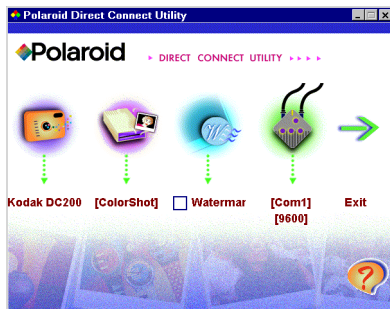 Polaroid Direct Connect Utility
Polaroid
DIRECT CONNECT UTILITY
W
Kodak DC200 [ColorShot] Watermar [Com1] Exit
[9600]
?